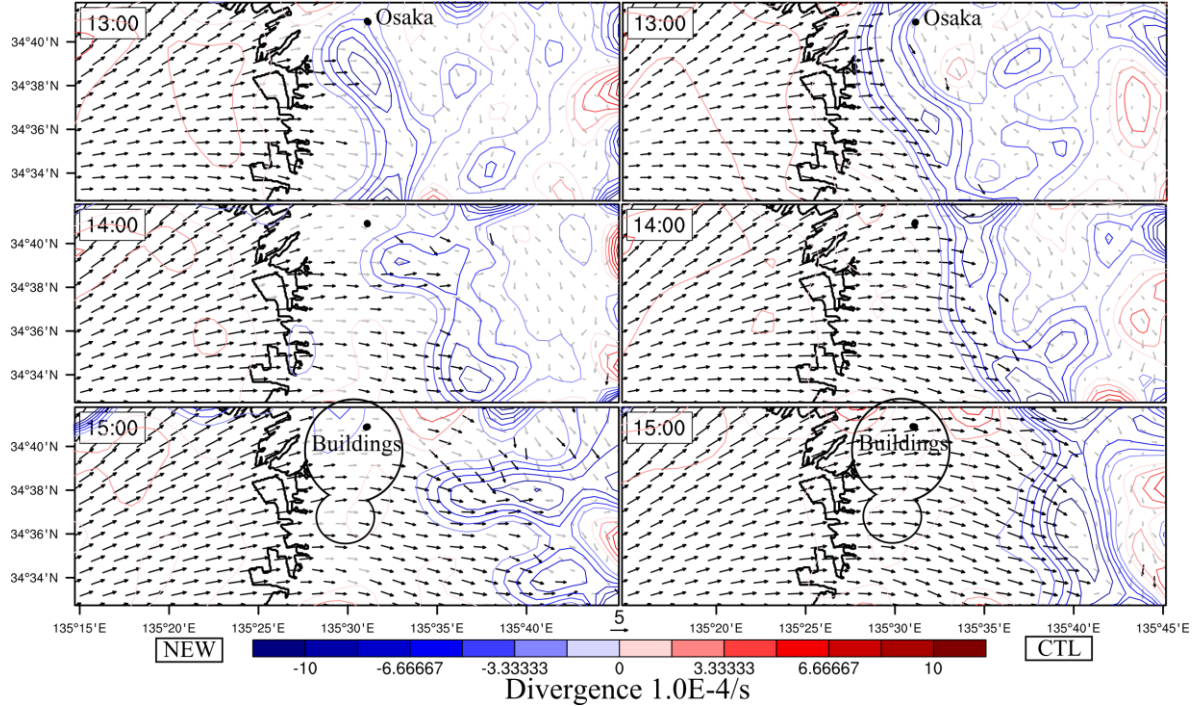 13:00 Osaka 13:00 Osaka
34°40'N
34°38'N
34°36'N
34°34'N
14:00 14:00
34°40'N
34°38'N
34°36'N
34°34'N
15:00 Buildings 15:00 Buildings
34°40'N
34°38'N
34°36'N
34°34'N
135°15'E 135°20'E 135°25'E 135°30'E 135°35'E 135°40'E 5 135°20'E 135°25'E 135°30'E 135°35'E 135°40'E 135°45'E
NEW CTL
-10 -6.66667 -3.33333 0 3.33333 6.66667 10
Divergence 1.0E-4/s